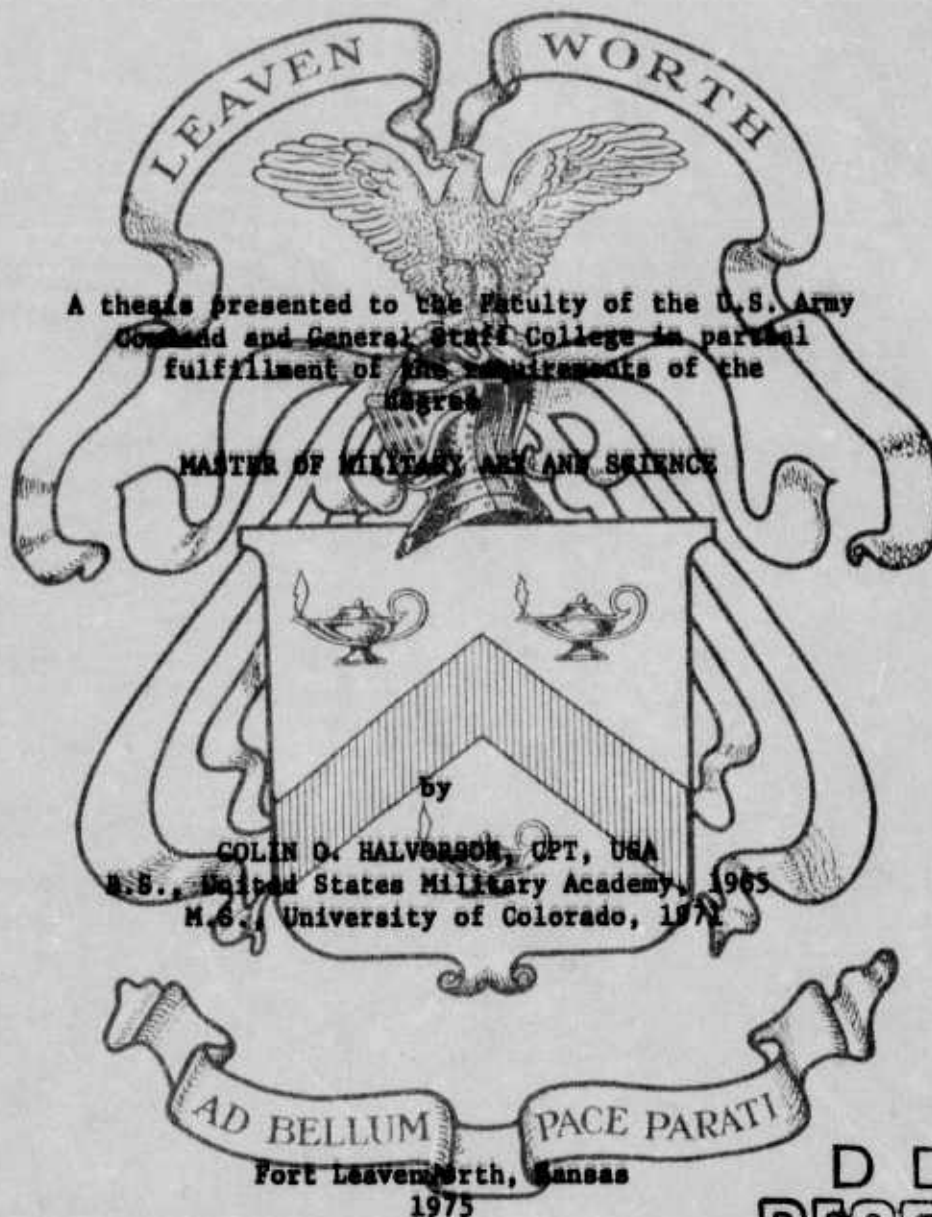 LEAVEN WORTH
A thesis presented to the Faculty of the U.S. Army
Command and General Staff College in partial
fulfillment of the requirements of the
degree
MASTER OF MILITARY ART AND SCIENCE
by
COLIN O. HALVORSON, CPT, USA
B.S., United States Military Academy, 1965
M.S., University of Colorado, 1971
AD BELLUM PACE PARATI
Fort Leavenworth, Kansas
1975
D